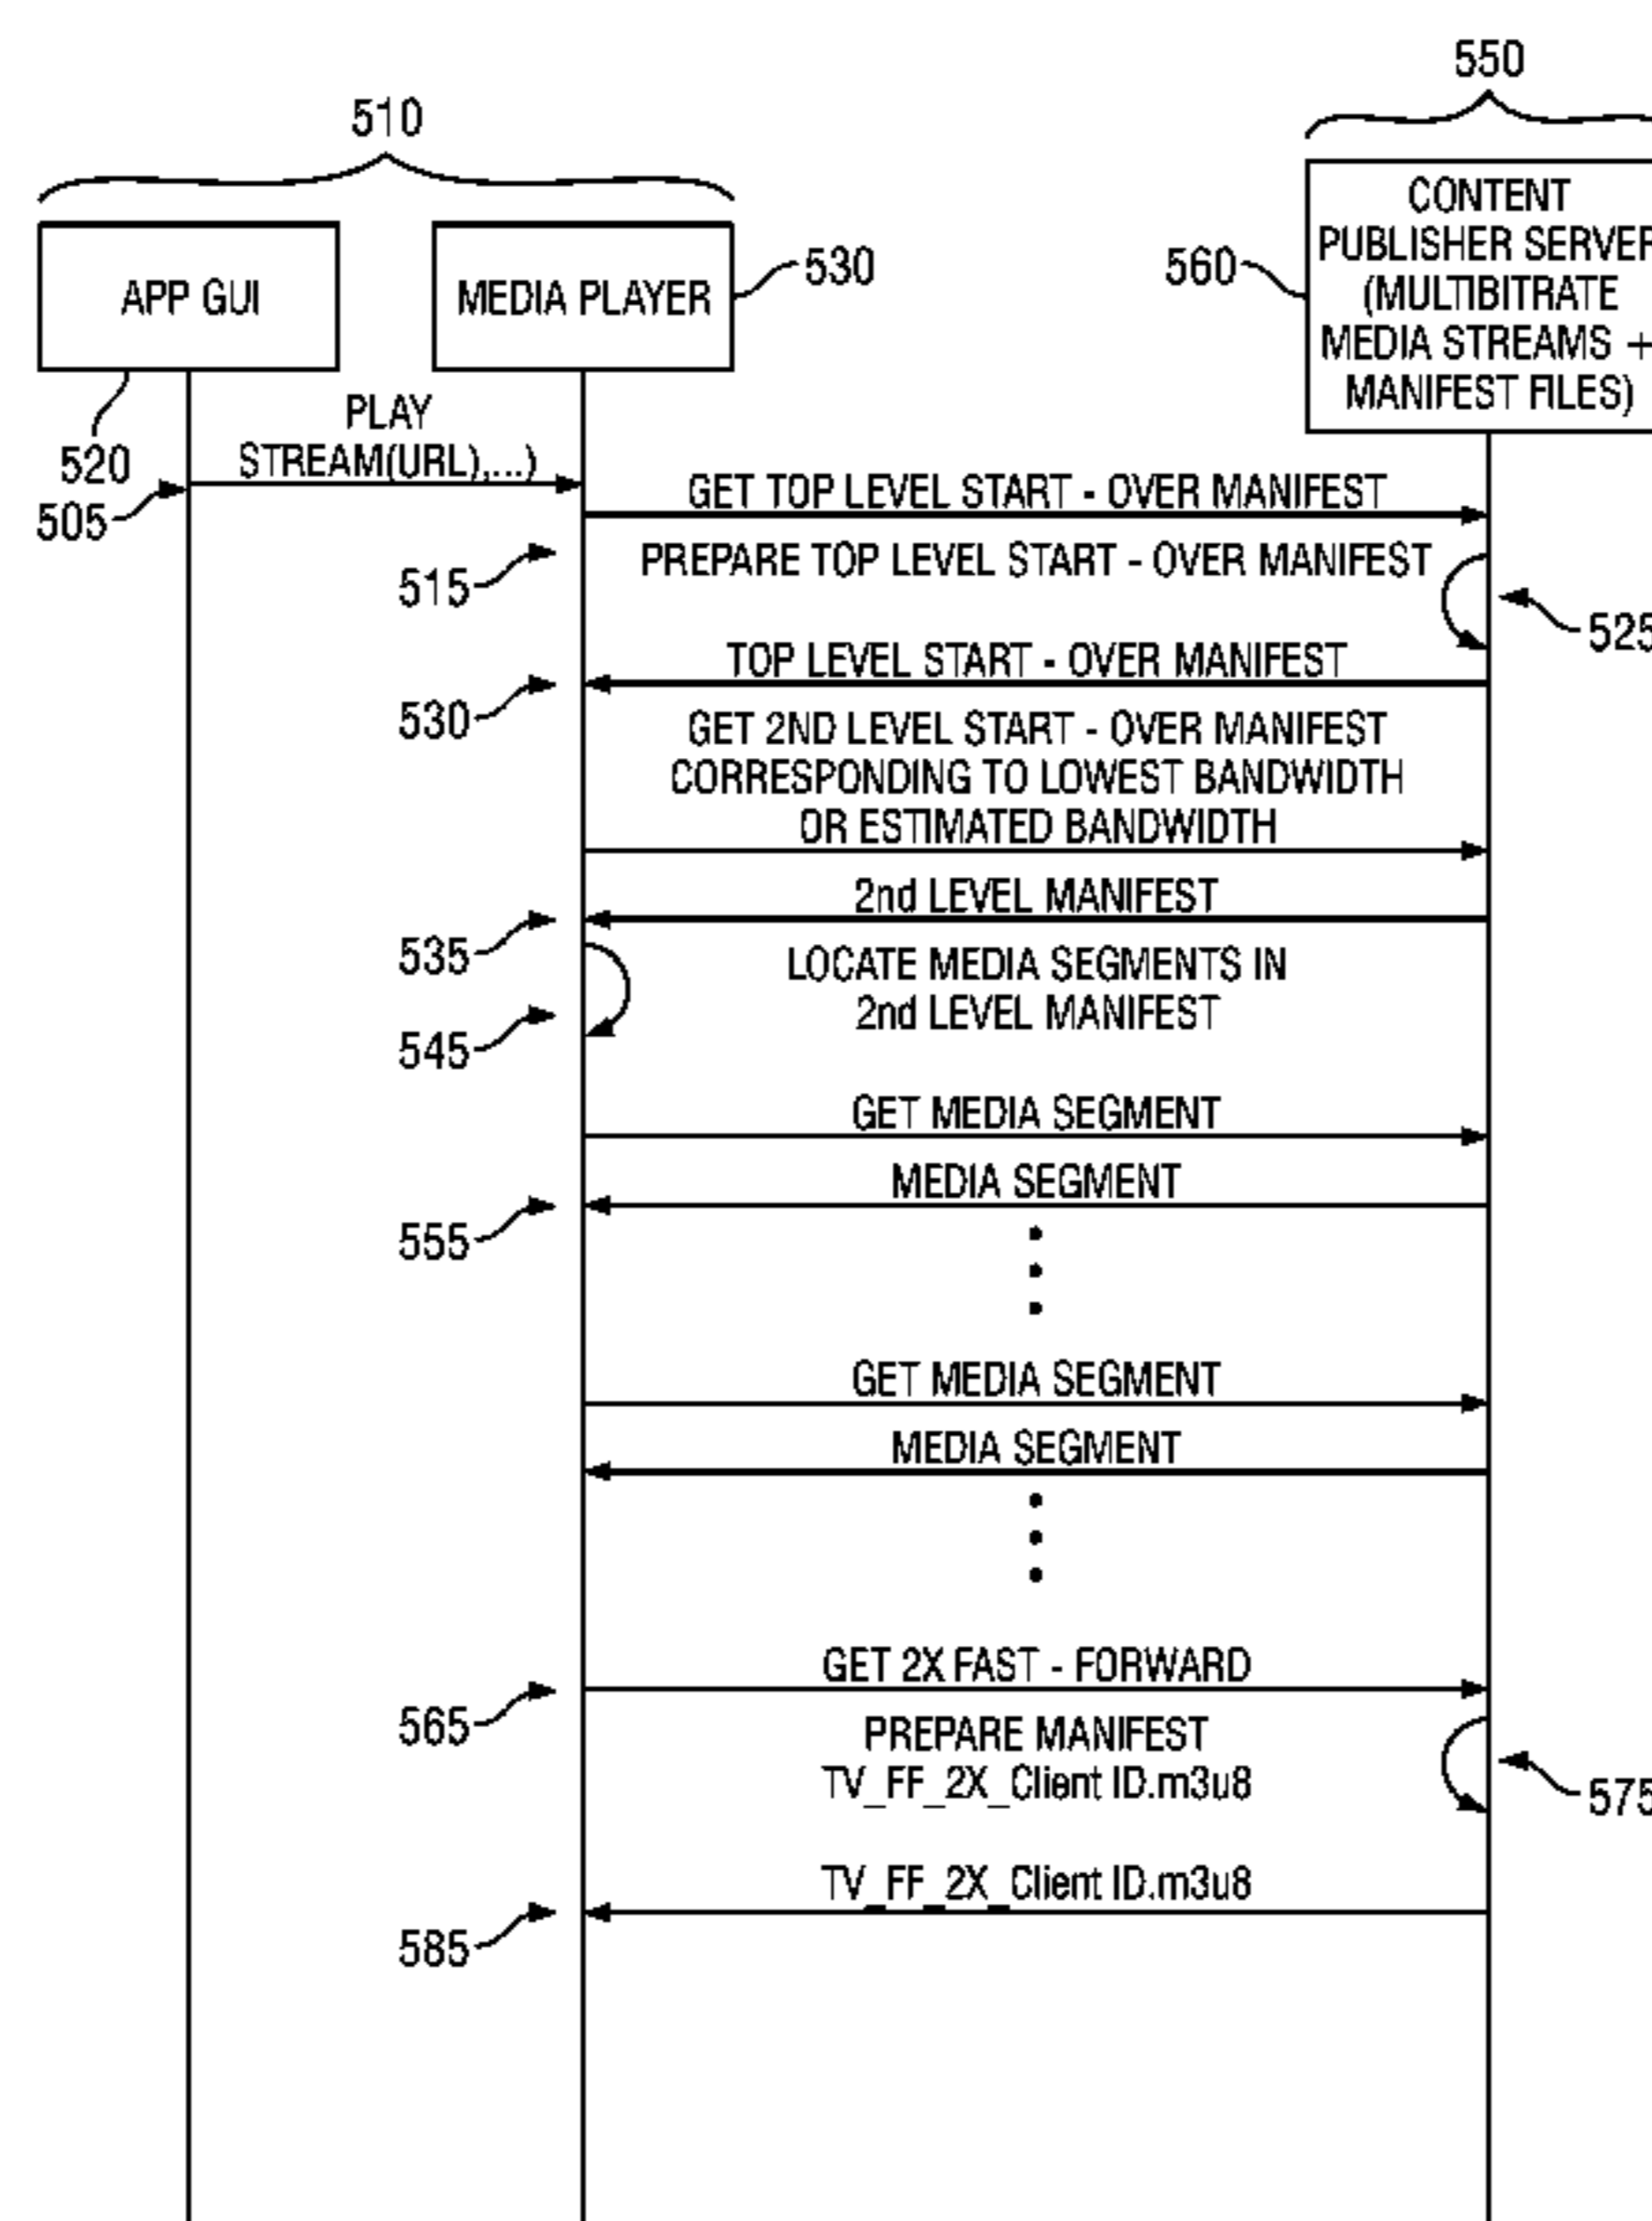 550
510
CONTENT
PUBLISHER SERVER
(MULTIBITRATE
MEDIA STREAMS +
MANIFEST FILES)
560
APP GUI
MEDIA PLAYER
530
520
PLAY
STREAM(URL),...)
505
GET TOP LEVEL START - OVER MANIFEST
515
PREPARE TOP LEVEL START - OVER MANIFEST
525
TOP LEVEL START - OVER MANIFEST
530
GET 2ND LEVEL START - OVER MANIFEST
CORRESPONDING TO LOWEST BANDWIDTH
OR ESTIMATED BANDWIDTH
2nd LEVEL MANIFEST
535
LOCATE MEDIA SEGMENTS IN
2nd LEVEL MANIFEST
545
GET MEDIA SEGMENT
MEDIA SEGMENT
555
GET MEDIA SEGMENT
MEDIA SEGMENT
GET 2X FAST - FORWARD
565
PREPARE MANIFEST
TV_FF_2X_Client ID.m3u8
575
TV_FF_2X_Client ID.m3u8
585